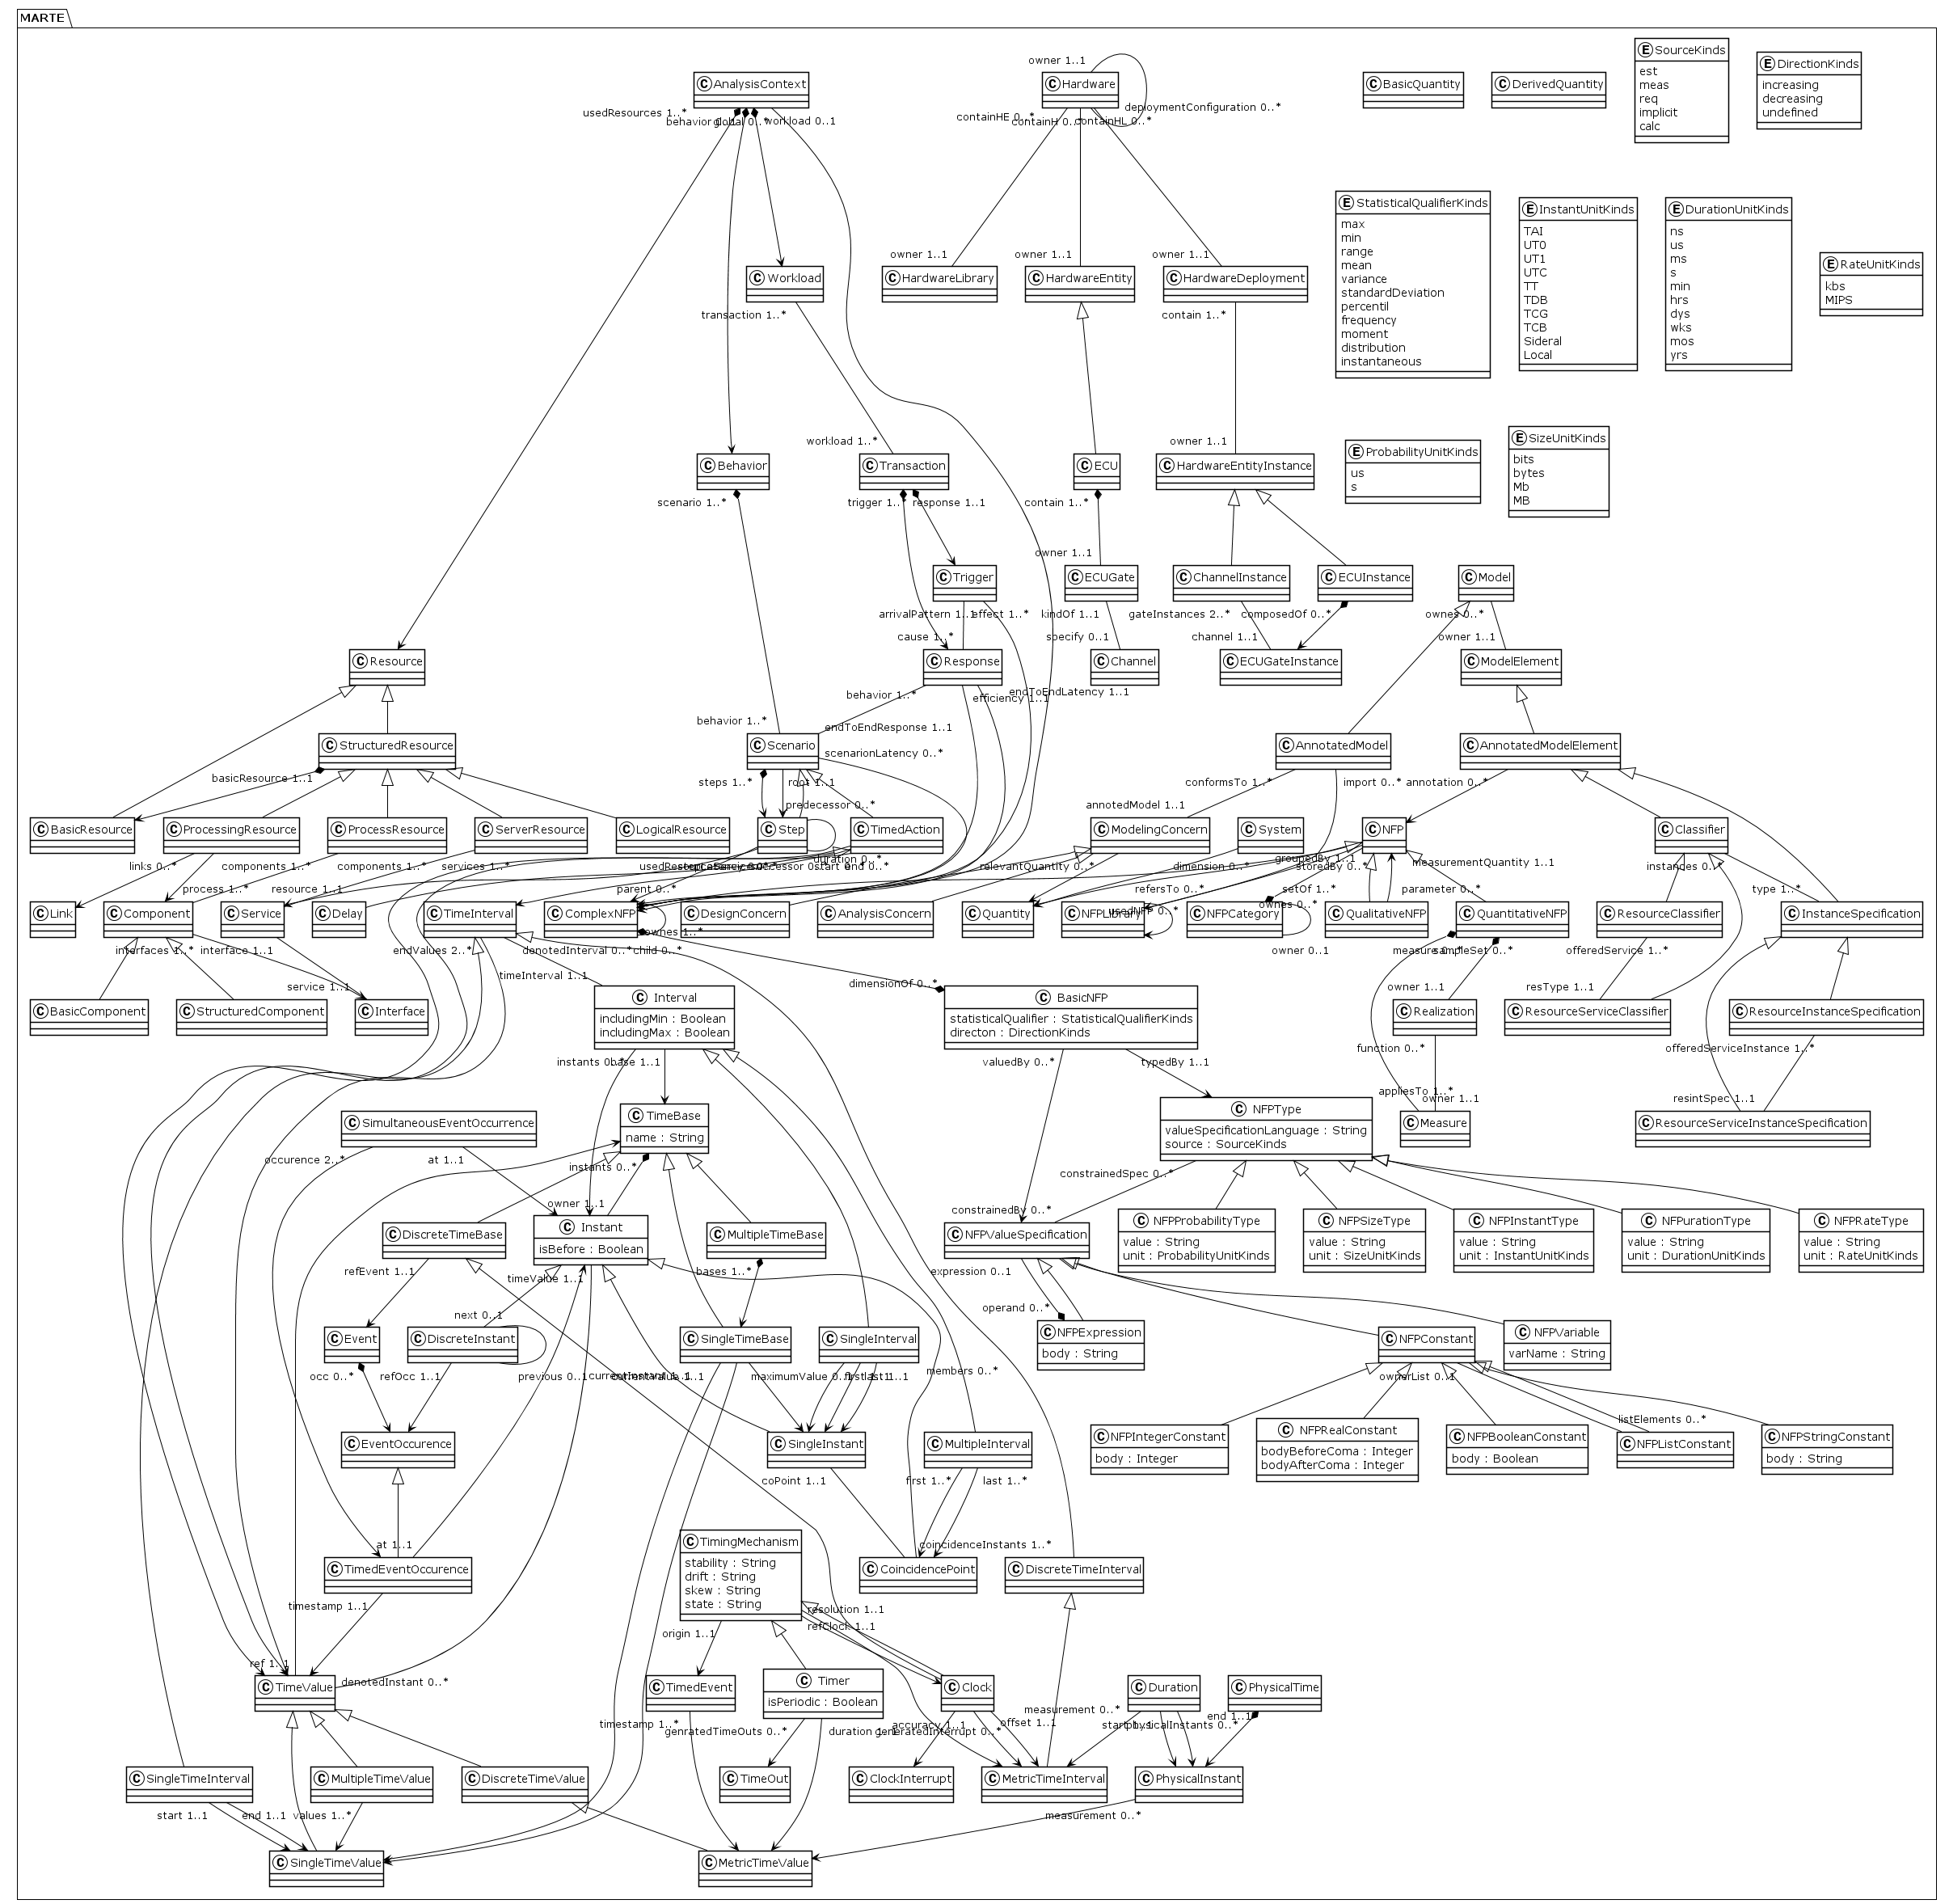 MARTE
C AnalysisContext
C Hardware
C BasicQuantity
C DerivedQuantity
E SourceKinds
est
meas
req
implicit
calc
E DirectionKinds
increasing
decreasing
undefined
owner 1..1
usedResources 1..*
workload 0..1
containHE 0..*
containHL 0..*
deploymentConfiguration 0..*
E StatisticalQualifierKinds
max
min
range
mean
variance
standardDeviation
percentil
frequency
moment
distribution
instantaneous
E InstantUnitKinds
TAI
UT0
UT1
UTC
TT
TDB
TCG
TCB
Sideral
Local
E DurationUnitKinds
ns
us
ms
s
min
hrs
dys
wks
mos
yrs
E RateUnitKinds
kbs
MIPS
owner 1..1
owner 1..1
owner 1..1
C Workload
C HardwareLibrary
C HardwareEntity
C HardwareDeployment
transaction 1..*
contain 1..*
workload 1..*
owner 1..1
C Behavior
C Transaction
C ECU
C HardwareEntityInstance
E ProbabilityUnitKinds
us
s
E SizeUnitKinds
bits
bytes
Mb
MB
scenario 1..*
trigger 1..*
response 1..1
contain 1..*
owner 1..1
C Trigger
C ECUGate
C ChannelInstance
C ECUInstance
C Model
arrivalPattern 1..1
effect 1..*
kindOf 1..1
gateInstances 2..*
composedOf 0..*
ownes 0..*
cause 1..*
specify 0..1
channel 1..1
owner 1..1
C Resource
C Response
C Channel
C ECUGateInstance
C ModelElement
behavior 1..*
efficiency 1..1
endToEndLatency 1..1
behavior 1..*
endToEndResponse 1..1
C StructuredResource
C Scenario
C AnnotatedModel
C AnnotatedModelElement
scenarionLatency 0..*
basicResource 1..1
steps 1..*
root 1..1
conformsTo 1..*
import 0..*
annotation 0..*
predecessor 0..*
annotedModel 1..1
C BasicResource
C ProcessingResource
C ProcessResource
C ServerResource
C LogicalResource
C Step
C TimedAction
C ModelingConcern
C System
C NFP
C Classifier
links 0..*
components 1..*
components 1..*
services 1..*
duration 0..*
end 0..*
relevantQuantity 0..*
dimension 0..*
groupedBy 1..1
storedBy 0..*
measurementQuantity 1..1
instances 0..*
process 1..*
resource 1..1
parent 0..*
refersTo 0..*
setOf 1..*
parameter 0..*
type 1..*
C Link
C Component
C Service
C Delay
C TimeInterval
C ComplexNFP
C DesignConcern
C AnalysisConcern
C Quantity
C NFPLibrary
C NFPCategory
C QualitativeNFP
C QuantitativeNFP
C ResourceClassifier
C InstanceSpecification
usedNFP 0..*
ownes 0..*
interfaces 1..*
interface 1..1
endValues 2..*
denotedInterval 0..*
child 0..*
ownes 1..*
owner 0..1
measure 0..*
sampleSet 0..*
offeredService 1..*
timeInterval 1..1
service 1..1
dimensionOf 0..*
owner 1..1
resType 1..1
C BasicComponent
C StructuredComponent
C Interface
C Interval
includingMin : Boolean
includingMax : Boolean
C BasicNFP
statisticalQualifier : StatisticalQualifierKinds
directon : DirectionKinds
C Realization
C ResourceServiceClassifier
C ResourceInstanceSpecification
instants 0..*
base 1..1
valuedBy 0..*
typedBy 1..1
function 0..*
offeredServiceInstance 1..*
appliesTo 1..*
owner 1..1
resintSpec 1..1
C SimultaneousEventOccurrence
C TimeBase
name : String
C NFPType
valueSpecificationLanguage : String
source : SourceKinds
C Measure
C ResourceServiceInstanceSpecification
occurence 2..*
at 1..1
instants 0..*
constrainedSpec 0..*
owner 1..1
constrainedBy 0..*
C DiscreteTimeBase
C Instant
isBefore : Boolean
C MultipleTimeBase
C NFPValueSpecification
C NFPProbabilityType
value : String
unit : ProbabilityUnitKinds
C NFPSizeType
value : String
unit : SizeUnitKinds
C NFPInstantType
value : String
unit : InstantUnitKinds
C NFPurationType
value : String
unit : DurationUnitKinds
C NFPRateType
value : String
unit : RateUnitKinds
refEvent 1..1
timeValue 1..1
bases 1..*
expression 0..1
next 0..1
operand 0..*
C Event
C DiscreteInstant
C SingleTimeBase
C SingleInterval
C NFPExpression
body : String
C NFPConstant
C NFPVariable
varName : String
occ 0..*
refOcc 1..1
previous 0..1
currentInstant 1..1
maximumValue 0..1
first 1..1
last 1..1
members 0..*
ownerList 0..1
listElements 0..*
C EventOccurence
C SingleInstant
C MultipleInterval
C NFPIntegerConstant
body : Integer
C NFPRealConstant
bodyBeforeComa : Integer
bodyAfterComa : Integer
C NFPBooleanConstant
body : Boolean
C NFPListConstant
C NFPStringConstant
body : String
coPoint 1..1
first 1..*
last 1..*
at 1..1
coincidenceInstants 1..*
C TimedEventOccurence
C TimingMechanism
stability : String
drift : String
skew : String
state : String
C CoincidencePoint
C DiscreteTimeInterval
timestamp 1..1
origin 1..1
resolution 1..1
refClock 1..1
ref 1..1
denotedInstant 0..*
C TimeValue
C TimedEvent
C Timer
isPeriodic : Boolean
C Clock
C Duration
C PhysicalTime
measurement 0..*
end 1..1
timestamp 1..*
genratedTimeOuts 0..*
duration 1..1
accuracy 1..1
generatedInterrupt 0..*
offset 1..1
start 1..1
physicalInstants 0..*
C SingleTimeInterval
C MultipleTimeValue
C DiscreteTimeValue
C TimeOut
C ClockInterrupt
C MetricTimeInterval
C PhysicalInstant
start 1..1
end 1..1
values 1..*
measurement 0..*
C SingleTimeValue
C MetricTimeValue